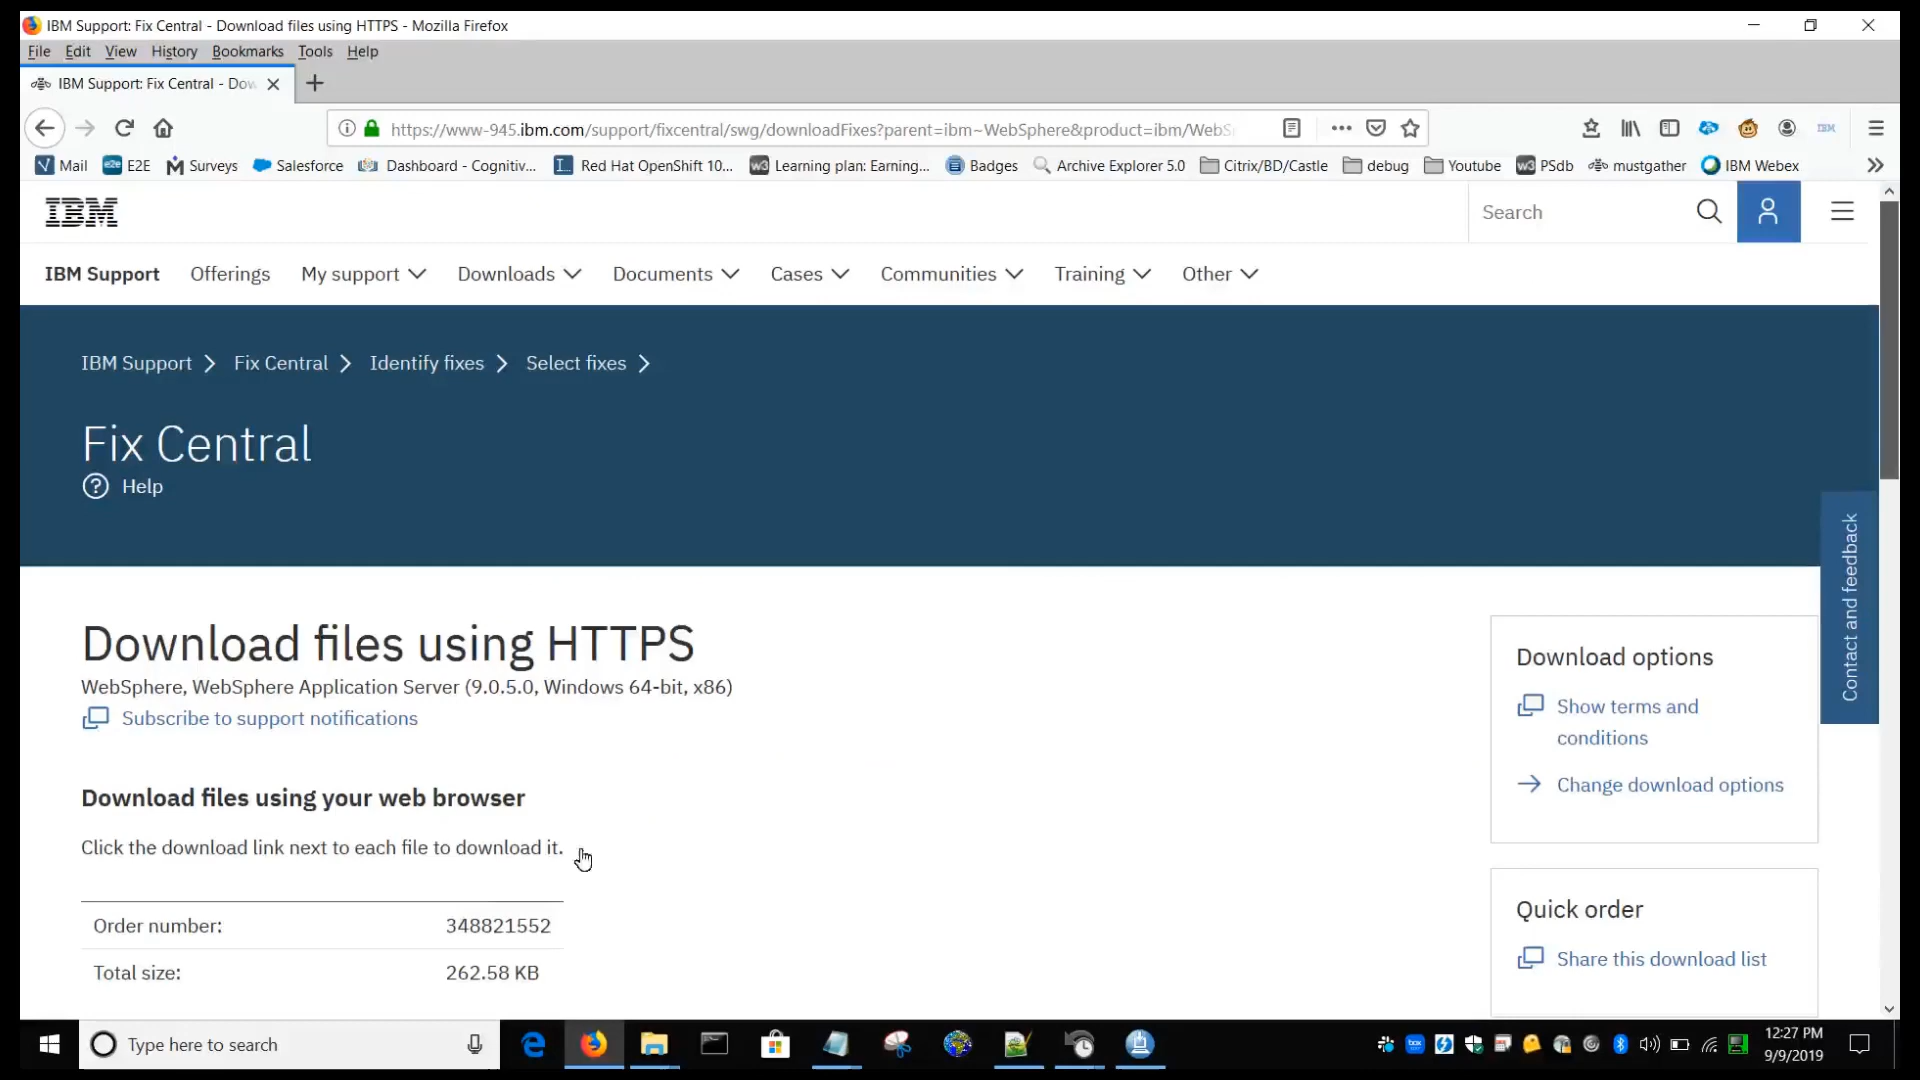 IBM Support: Fix Central - Download files using HTTPS - Mozilla Firefox
File Edit View History Bookmarks Tools Help
IBM Support: Fix Central - Dow
https://www-945.ibm.com/support/fixcentral/swg/downloadFixes?parent=ibm~WebSphere&product=ibm/WebS
IBM
Mail E2E Surveys Salesforce Dashboard - Cognitiv... Red Hat OpenShift 10... w3 Learning plan: Earning... Badges Archive Explorer 5.0 Citrix/BD/Castle debug Youtube w3 PSdb mustgather IBM Webex
IBM
Search
IBM Support Offerings My support Downloads Documents Cases Communities Training Other
IBM Support Fix Central Identify fixes Select fixes
Fix Central
Help
Contact and feedback
Download files using HTTPS
WebSphere, WebSphere Application Server (9.0.5.0, Windows 64-bit, x86)
Subscribe to support notifications
Download files using your web browser
Click the download link next to each file to download it.
Order number: 348821552
Total size: 262.58 KB
Download options
Show terms and
conditions
Change download options
Quick order
Share this download list
Type here to search
12:27 PM
9/9/2019